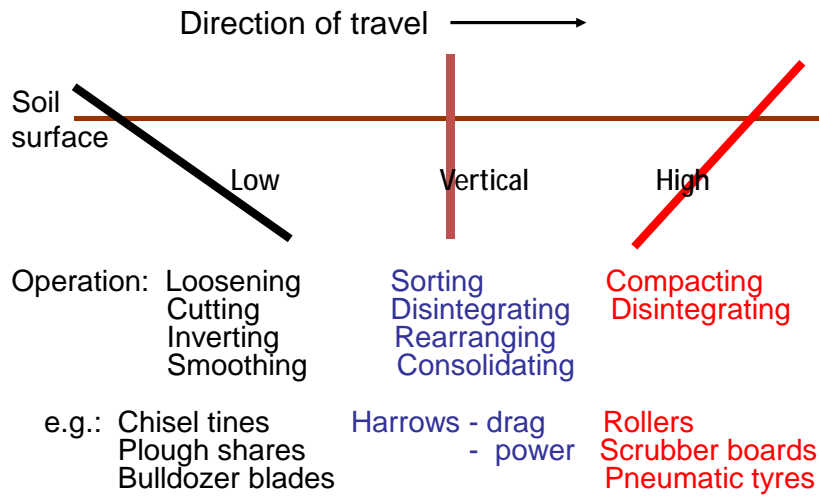 Direction of travel
Soil
surface
Low Vertical High
Operation: Loosening Sorting Compacting
Cutting Disintegrating Disintegrating
Inverting Rearranging
Smoothing Consolidating
e.g.: Chisel tines Harrows - drag Rollers
Plough shares - power Scrubber boards
Bulldozer blades Pneumatic tyres